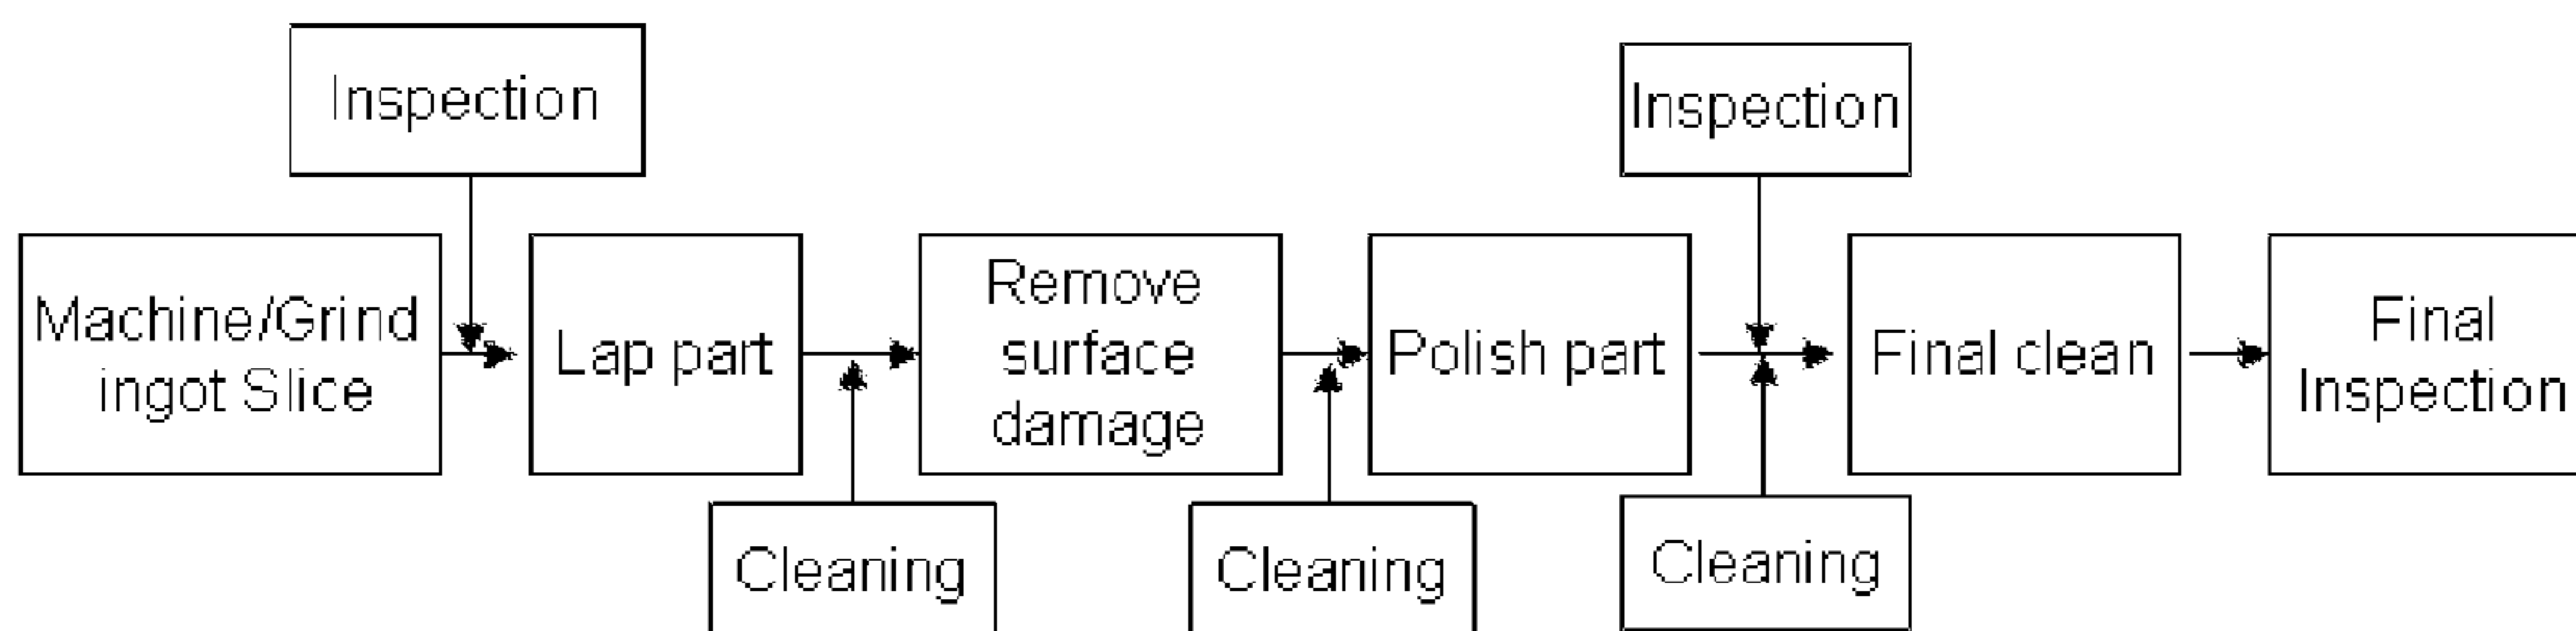 Inspection
Inspection
Machine/Grind
ingot Slice
Lap part
Remove
surface
damage
Polish part
Final clean
Final
Inspection
Cleaning
Cleaning
Cleaning